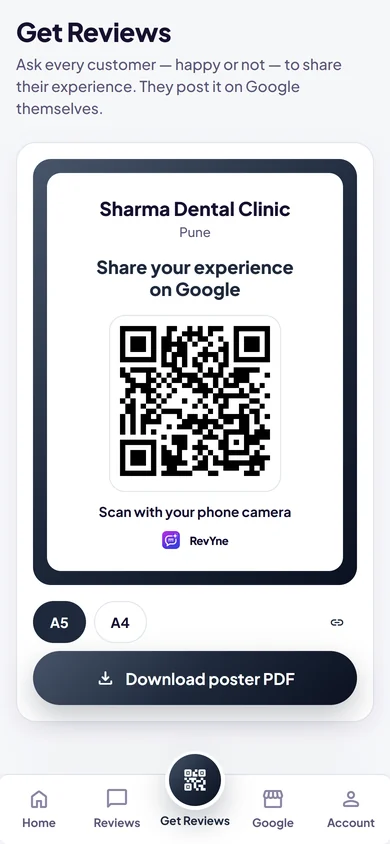 Get Reviews
Ask every customer — happy or not — to share
their experience. They post it on Google
themselves.
Sharma Dental Clinic
Pune
Share your experience
on Google
Scan with your phone camera
RevYne
A5 A4
Download poster PDF
Home Reviews Get Reviews Google Account